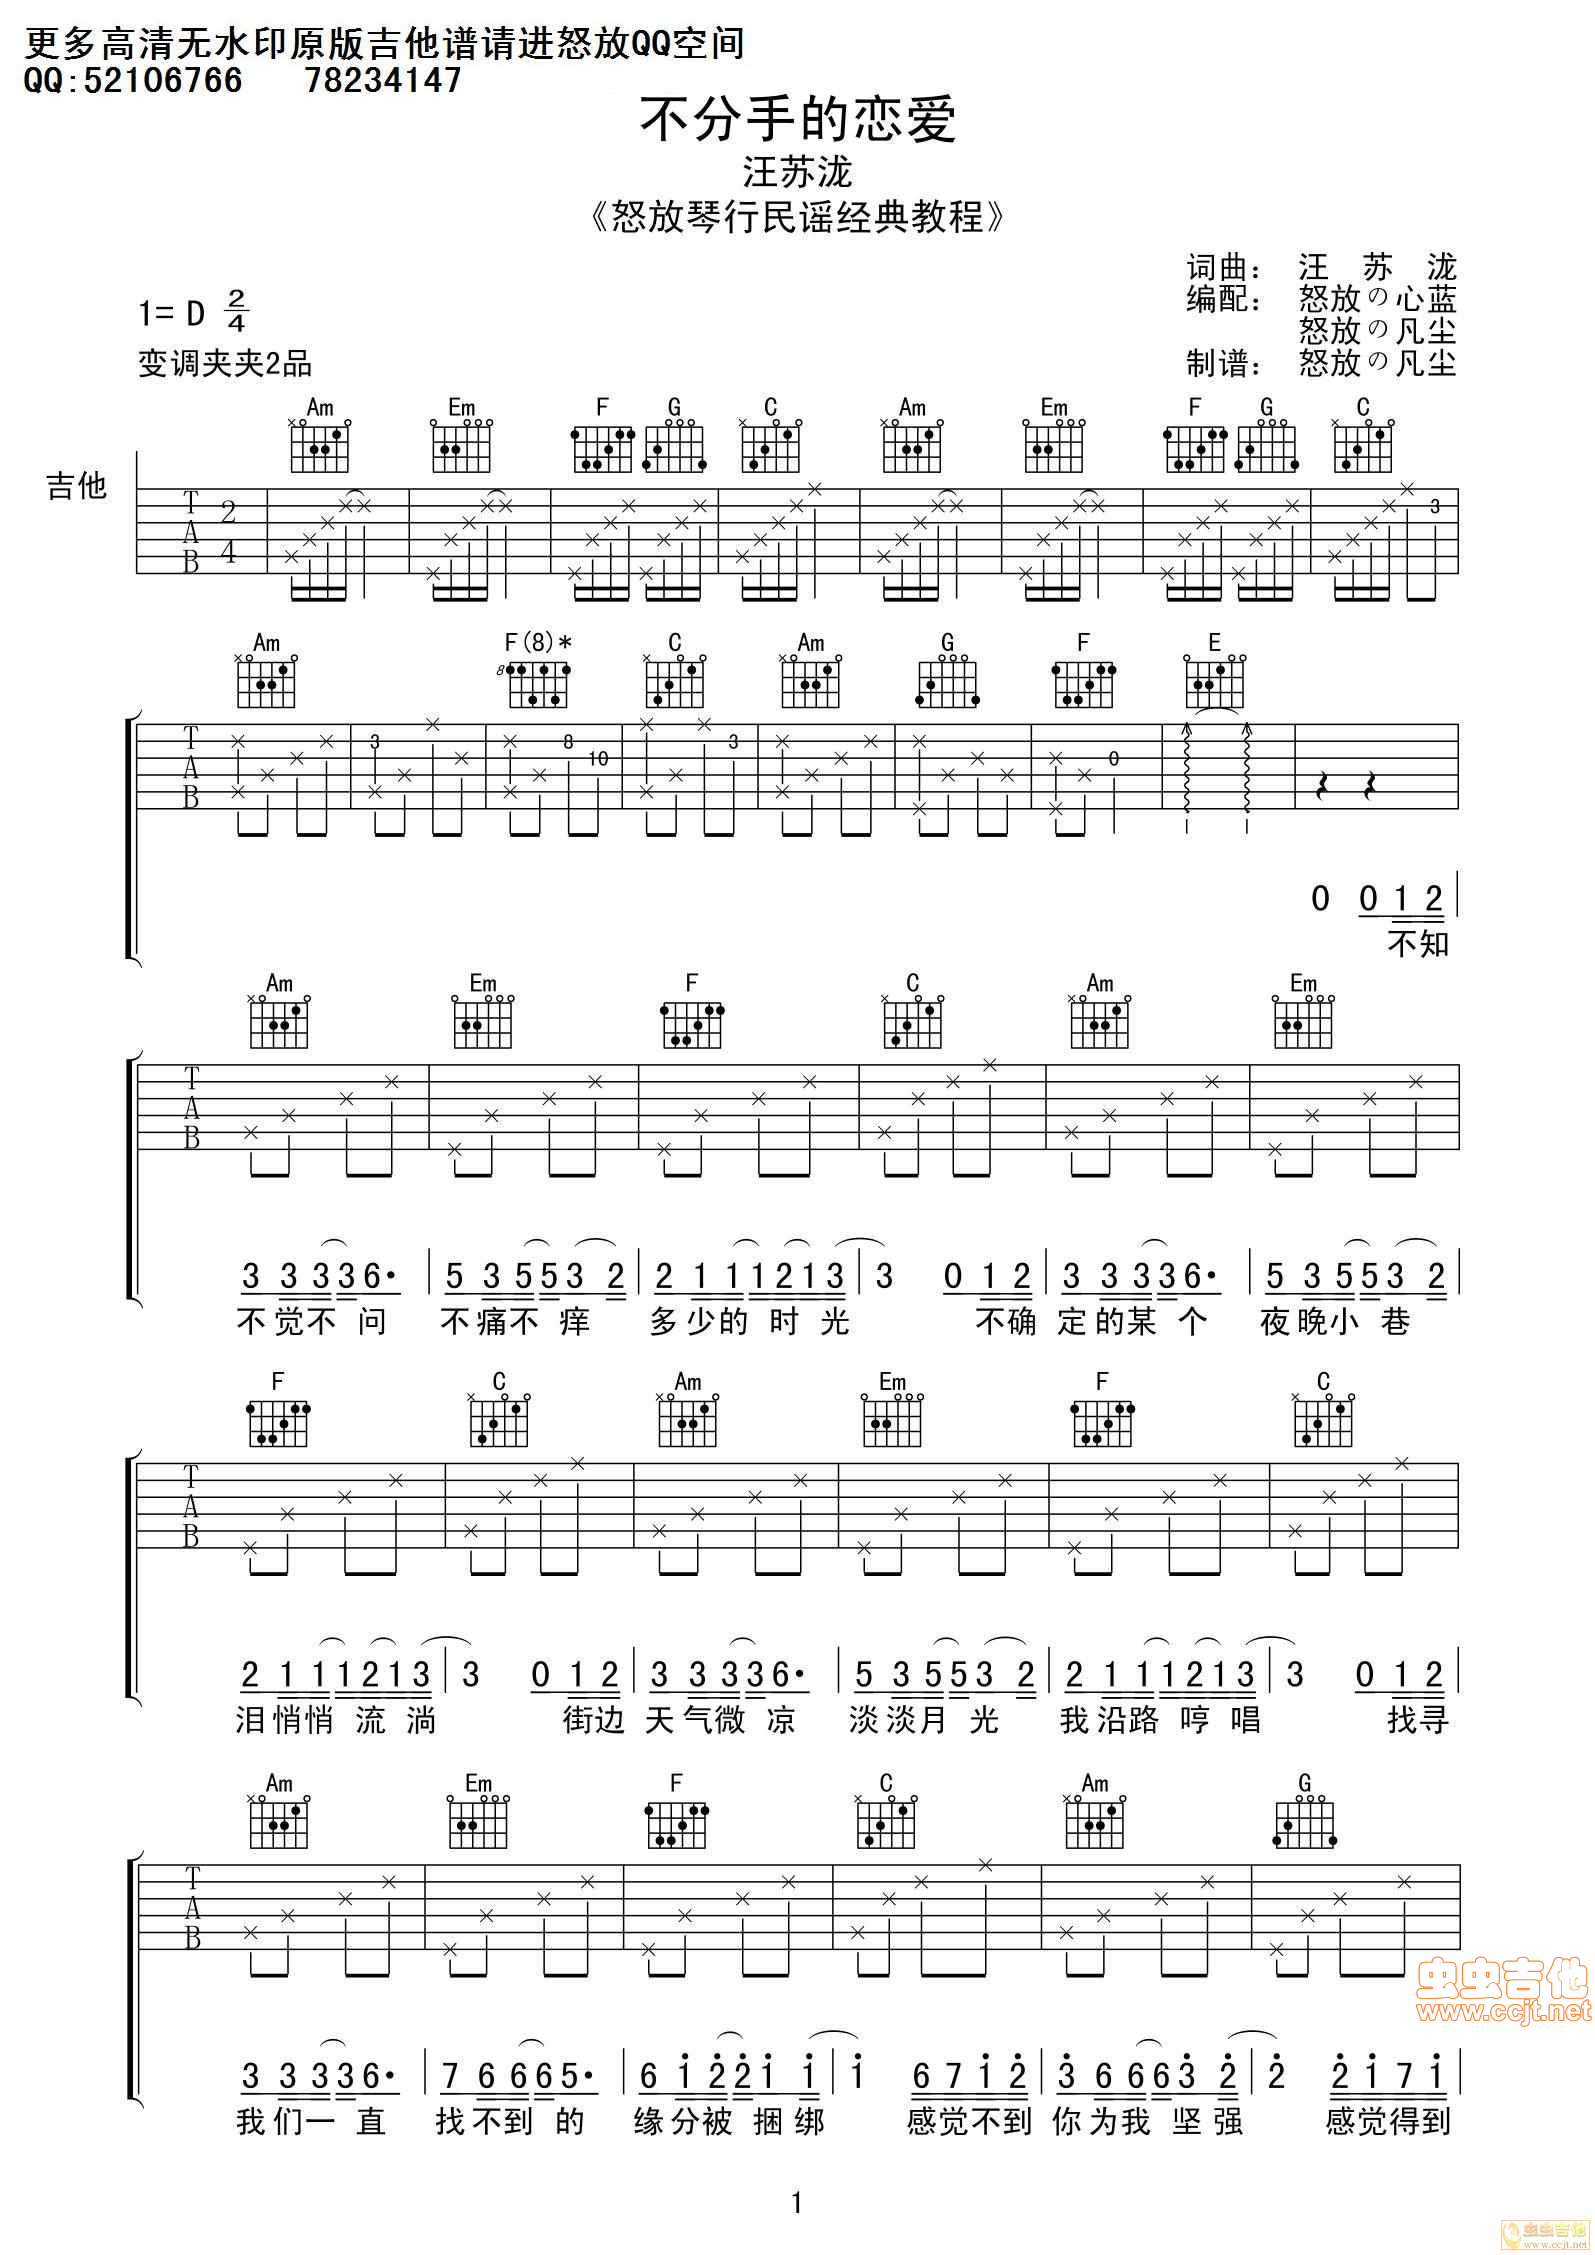 更多高清无水印原版吉他谱请进怒放QQ空间
QQ:52106766 78234147
不分手的恋爱
汪苏泷
《怒放琴行民谣经典教程》
词曲： 汪 苏 泷
1= D 2/4
编配： 怒放の心蓝
怒放の凡尘
变调夹夹2品
制谱： 怒放の凡尘
Am Em F G C Am Em F G C
吉他
T A B 2 4 3
Am F(8)* C Am G F E
8
T A B 3 8 10 3 0
0 0 1 2
不知
Am Em F C Am Em
T A B
3 3 3 3 6· | 5 3 5 5 3 2 | 2 1 1 1 2 1 3 | 3 0 1 2 | 3 3 3 3 6· | 5 3 5 5 3 2 |
不觉不 问 不痛不 痒 多少的 时 光 不确 定的某 个 夜晚小 巷
F C Am Em F C
T A B
2 1 1 1 2 1 3 | 3 0 1 2 | 3 3 3 3 6· | 5 3 5 5 3 2 | 2 1 1 1 2 1 3 | 3 0 1 2 |
泪悄悄 流 淌 街边 天气微 凉 淡淡月 光 我沿路 哼 唱 找寻
Am Em F C Am G
T A B
3 3 3 3 6· | 7 6 6 6 5· | 6 1 2 2 1 1 | 1 6 7 1 2 | 3 6 6 6 3 2 | 2 2 1 7 1 |
我们一 直 找不到 的 缘分被 捆 绑 感觉不到 你为我 坚 强 感觉得到
虫虫吉他
www.ccjt.net
1
虫虫吉他
www.ccjt.net